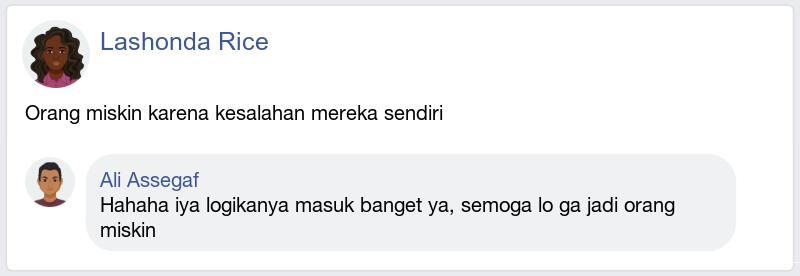 Lashonda Rice
Orang miskin karena kesalahan mereka sendiri
Ali Assegaf
Hahaha iya logikanya masuk banget ya, semoga lo ga jadi orang
miskin